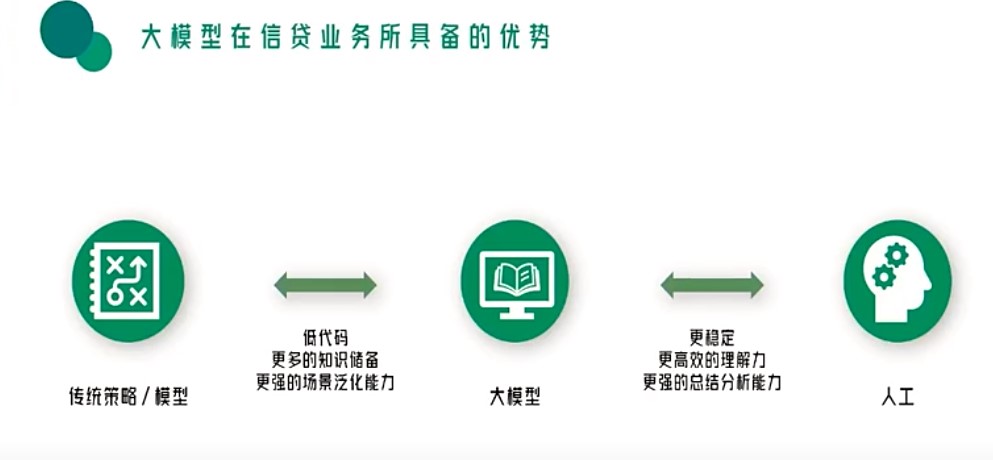 大模型在信贷业务所具备的优势
低代码
更多的知识储备
更强的场景泛化能力
更稳定
更高效的理解力
更强的总结分析能力
传统策略 / 模型
大模型
人工